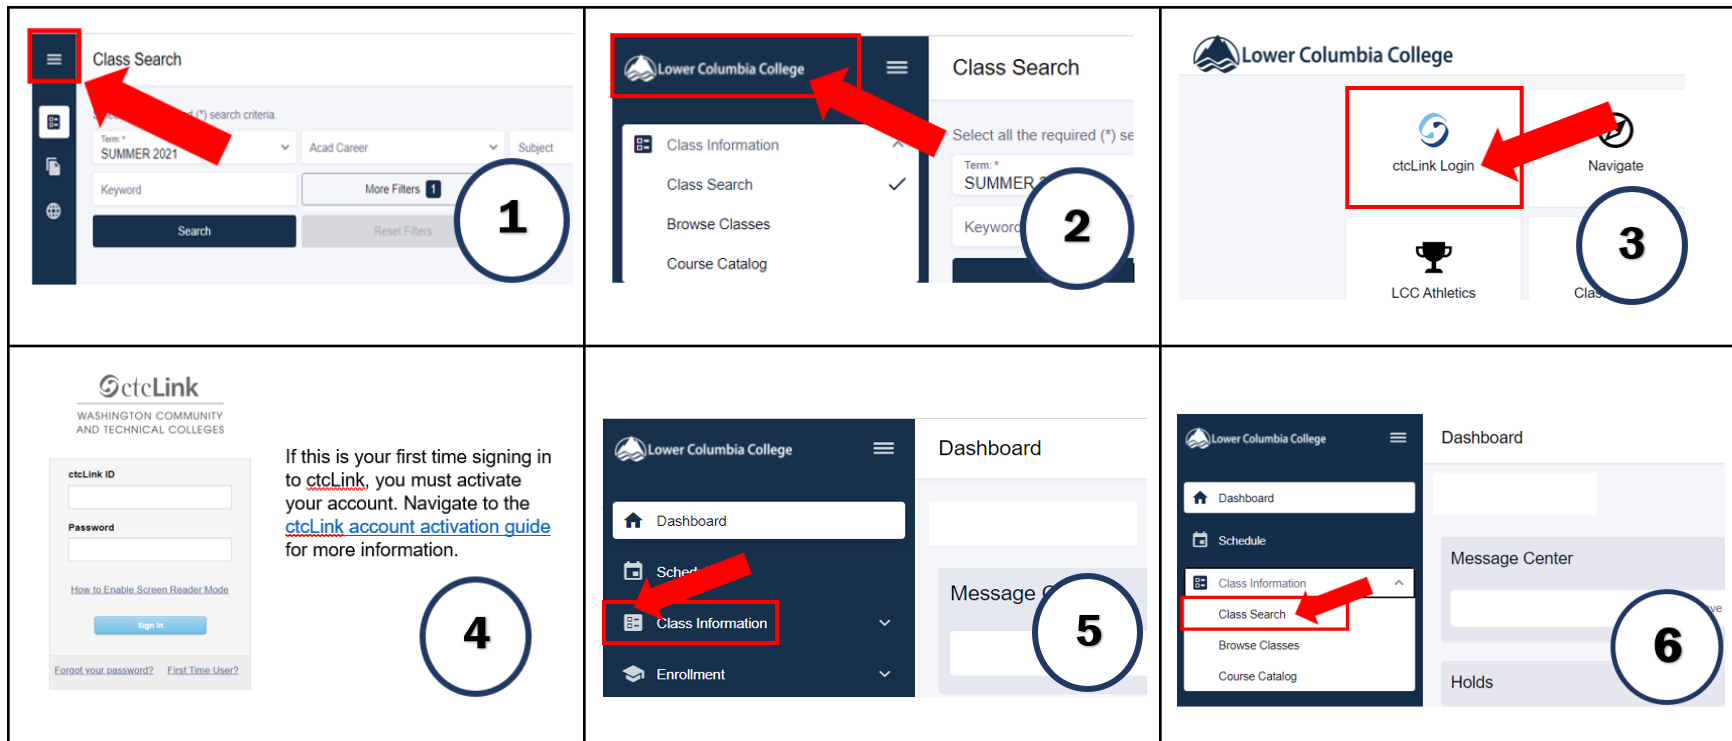 Class Search
(*) search criteria.
Term: *
SUMMER 2021
Acad Career
Subject
Keyword
More Filters 1
Search
Reset Filters
1
Lower Columbia College
Class Search
Class Information
Class Search
Browse Classes
Course Catalog
Select all the required (*) se
Term: *
SUMMER
Keyword
2
Lower Columbia College
ctcLink Login
Navigate
LCC Athletics
Clas
3
ctcLink
WASHINGTON COMMUNITY
AND TECHNICAL COLLEGES
ctcLink ID
Password
How to Enable Screen Reader Mode
Sign In
Forgot your password? First Time User?
If this is your first time signing in
to ctcLink, you must activate
your account. Navigate to the
ctcLink account activation guide
for more information.
4
Lower Columbia College
Dashboard
Dashboard
Sched
Class Information
Enrollment
Message
5
Lower Columbia College
Dashboard
Dashboard
Schedule
Class Information
Class Search
Browse Classes
Course Catalog
Message Center
ve
Holds
6